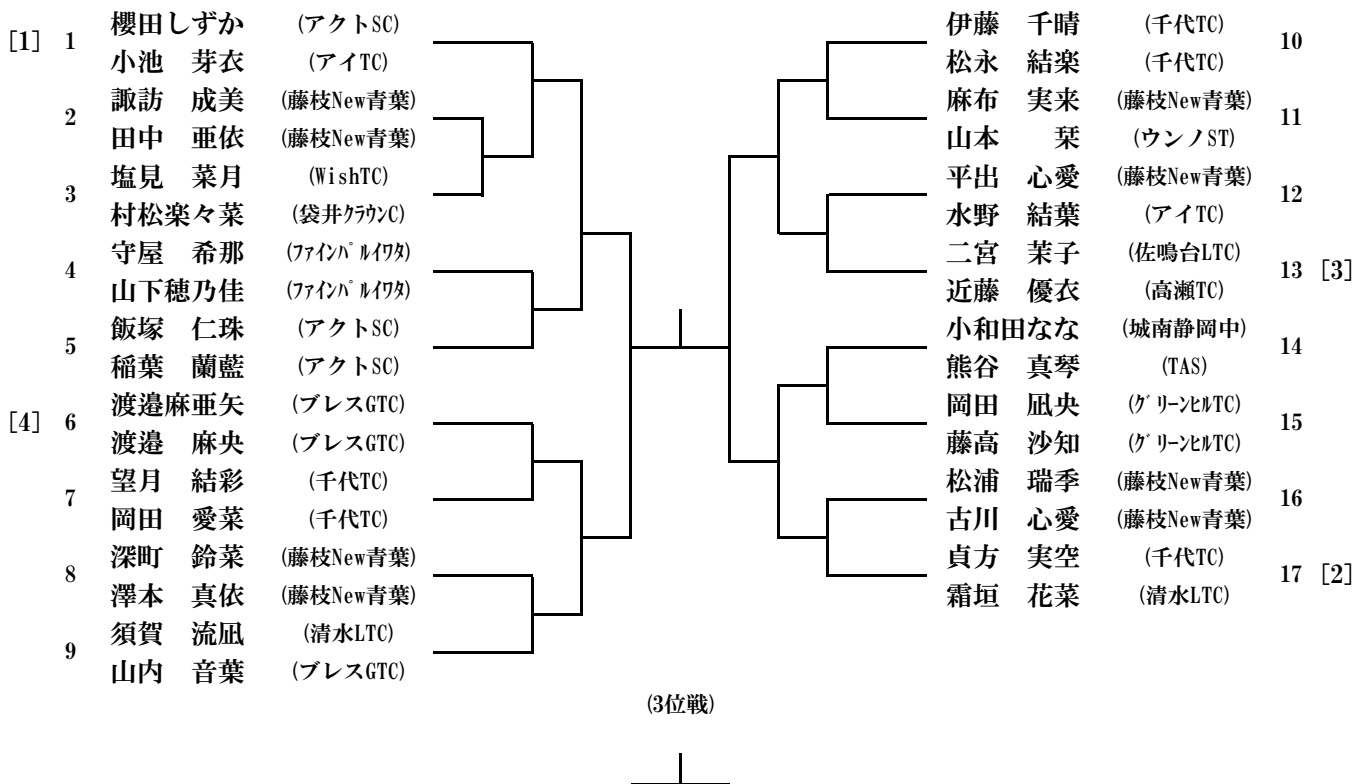 [1] 1 櫻田しずか (アクトSC)
小池 芽衣 (アイTC)
2 諏訪 成美 (藤枝New青葉)
田中 亜依 (藤枝New青葉)
3 塩見 菜月 (WishTC)
村松楽々菜 (袋井クラウンC)
4 守屋 希那 (ファインパルイワタ)
山下穂乃佳 (ファインパルイワタ)
5 飯塚 仁珠 (アクトSC)
稲葉 蘭藍 (アクトSC)
[4] 6 渡邉麻亜矢 (ブレスGTC)
渡邉 麻央 (ブレスGTC)
7 望月 結彩 (千代TC)
岡田 愛菜 (千代TC)
8 深町 鈴菜 (藤枝New青葉)
澤本 真依 (藤枝New青葉)
9 須賀 流凪 (清水LTC)
山内 音葉 (ブレスGTC)
伊藤 千晴 (千代TC) 10
松永 結楽 (千代TC)
麻布 実来 (藤枝New青葉) 11
山本 栞 (ウンノST)
平出 心愛 (藤枝New青葉) 12
水野 結葉 (アイTC)
二宮 茉子 (佐鳴台LTC) 13 [3]
近藤 優衣 (高瀬TC)
小和田なな (城南静岡中) 14
熊谷 真琴 (TAS)
岡田 凪央 (グリーンヒルTC) 15
藤高 沙知 (グリーンヒルTC)
松浦 瑞季 (藤枝New青葉) 16
古川 心愛 (藤枝New青葉)
貞方 実空 (千代TC) 17 [2]
霜垣 花菜 (清水LTC)
(3位戦)